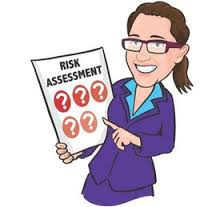 RISK
ASSESSMENT
? ? ?
? ?